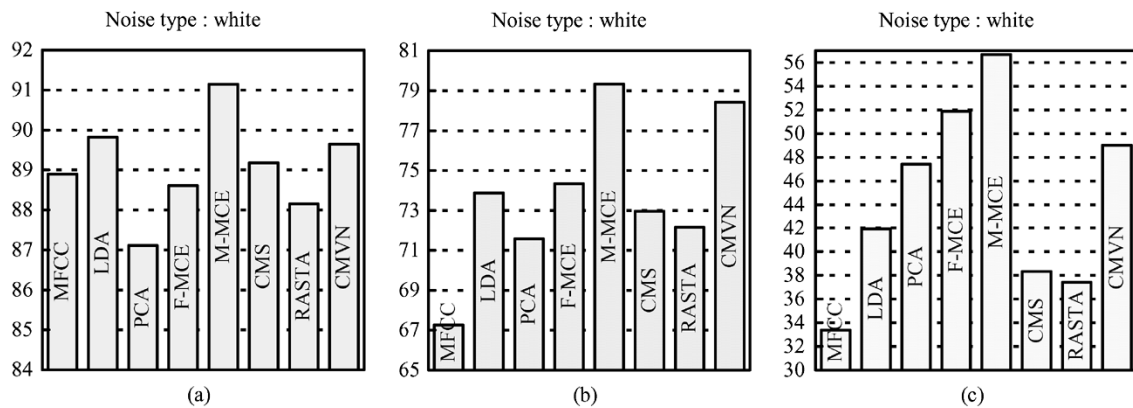 Noise type : white
92
91
90
89
88
87
86
85
84
MFCC
LDA
PCA
F-MCE
M-MCE
CMS
RASTA
CMVN
(a)
Noise type : white
81
79
77
75
73
71
69
67
65
MFCC
LDA
PCA
F-MCE
M-MCE
CMS
RASTA
CMVN
(b)
Noise type : white
56
54
52
50
48
46
44
42
40
38
36
34
32
30
MFCC
LDA
PCA
F-MCE
M-MCE
CMS
RASTA
CMVN
(c)